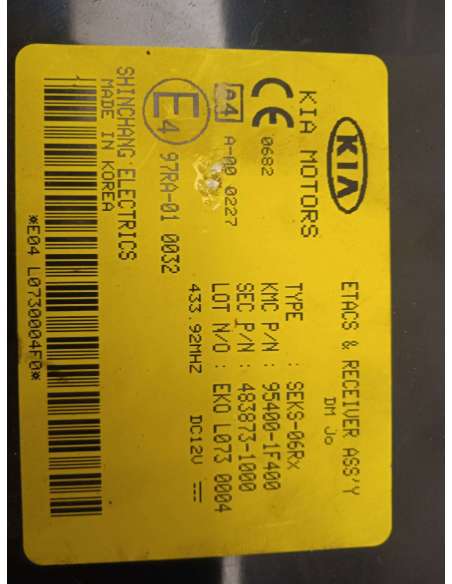 KIA
KIA MOTORS
ETACS & RECEIVER ASS'Y
DM Jo
CE 0682
A4 A-00 0227
E4 97RA-01 0032
TYPE : SEKS-06Rx
KMC P/N : 95400-1F400
SEC P/N : 483873-1000
LOT N/O : EKO L073 0004
433.92MHZ DC12V
SHINCHANG ELECTRICS
MADE IN KOREA
*E04 L0730004F0*